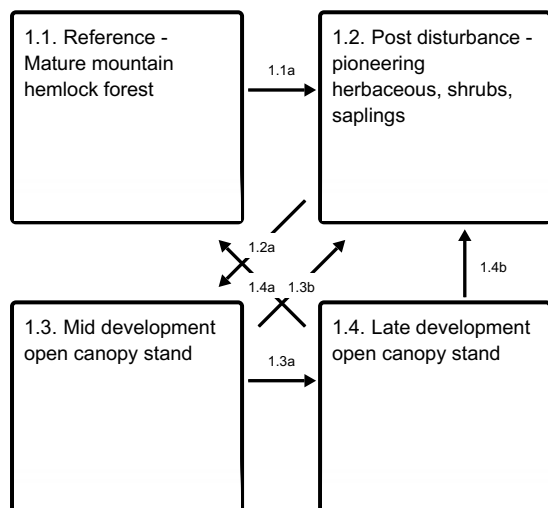 1.1. Reference -
Mature mountain
hemlock forest
1.1a
1.2. Post disturbance -
pioneering
herbaceous, shrubs,
saplings
1.2a
1.4a
1.3b
1.4b
1.3. Mid development
open canopy stand
1.3a
1.4. Late development
open canopy stand